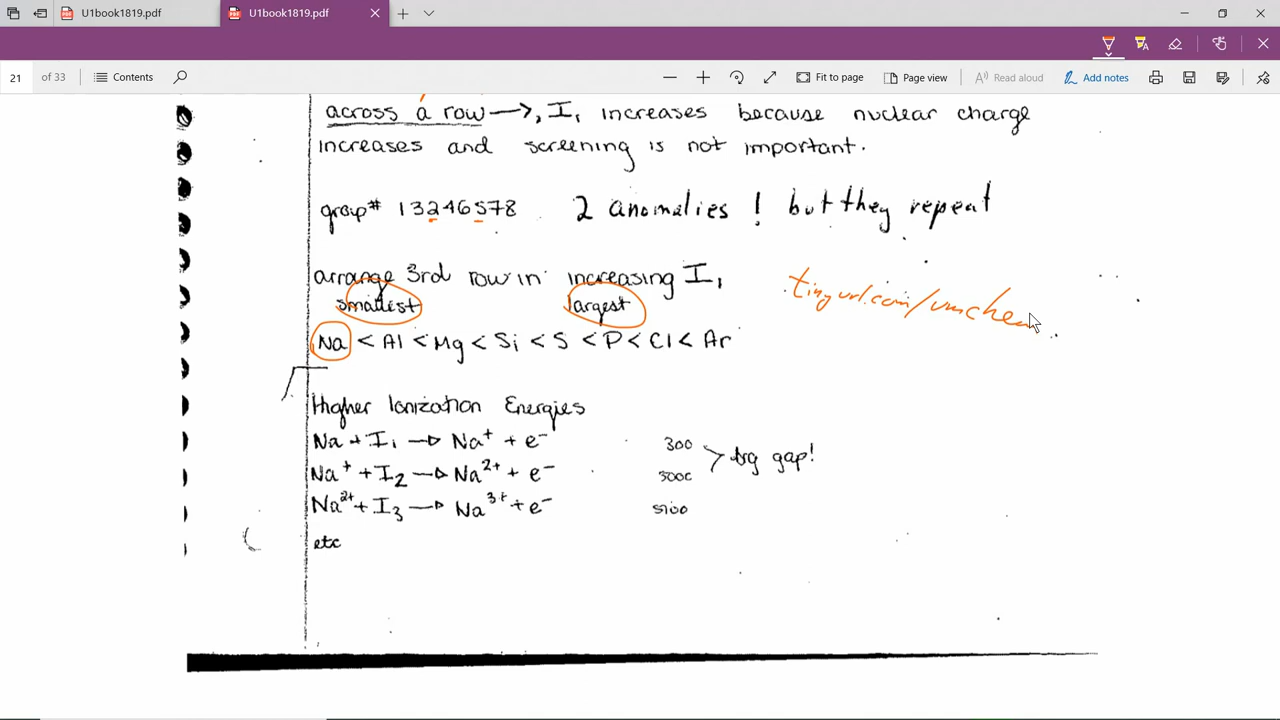 U1book1819.pdf
U1book1819.pdf
21 of 33 Contents Fit to page Page view Read aloud Add notes
across a row →, I₁ increases because nuclear charge
increases and screening is not important.
group# 13246578 2 anomalies ! but they repeat
arrange 3rd row in increasing I₁
smallest largest
tinyurl.com/vmchem
Na < Al < Mg < Si < S < P < Cl < Ar
Higher Ionization Energies
Na + I₁ → Na⁺ + e⁻ 300
big gap!
Na⁺ + I₂ → Na²⁺ + e⁻
Na²⁺ + I₃ → Na³⁺ + e⁻ 5100
etc